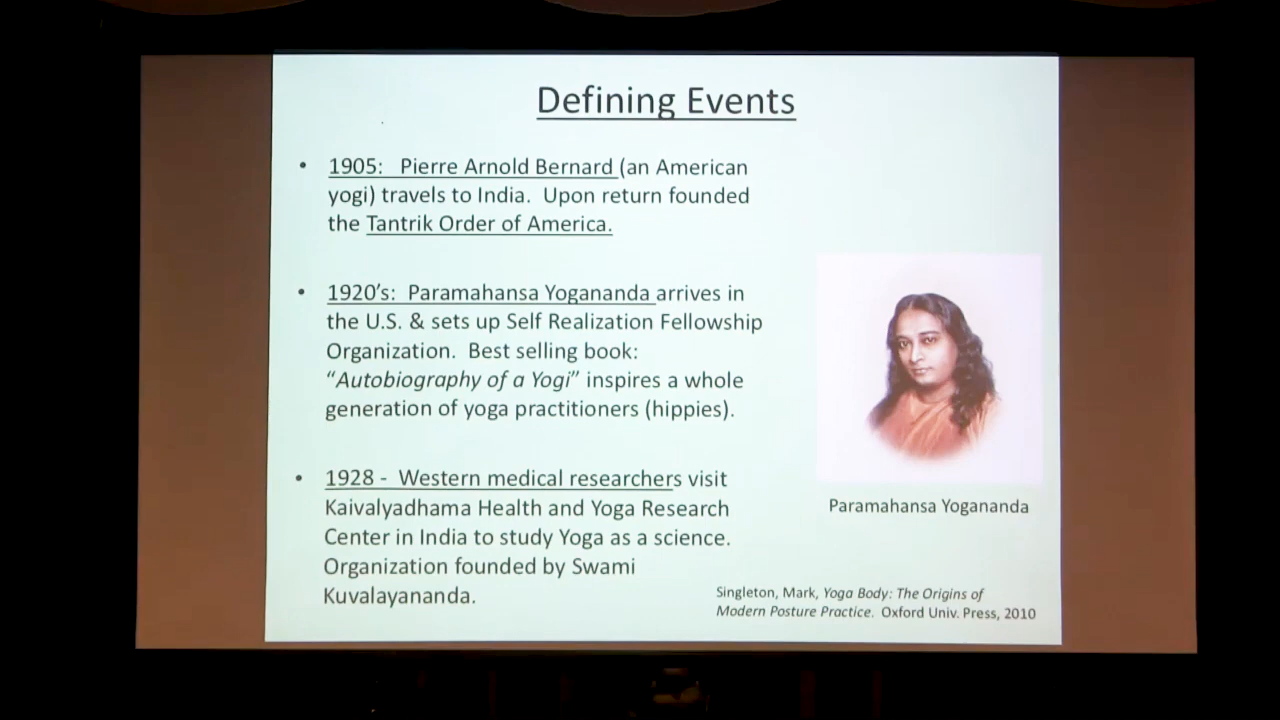 Defining Events
• 1905:   Pierre Arnold Bernard (an American
yogi) travels to India.  Upon return founded
the Tantrik Order of America.
• 1920's:  Paramahansa Yogananda arrives in
the U.S. & sets up Self Realization Fellowship
Organization.  Best selling book:
“Autobiography of a Yogi” inspires a whole
generation of yoga practitioners (hippies).
• 1928 -  Western medical researchers visit
Kaivalyadhama Health and Yoga Research
Center in India to study Yoga as a science.
Organization founded by Swami
Kuvalayananda.
Paramahansa Yogananda
Singleton, Mark, Yoga Body: The Origins of
Modern Posture Practice.  Oxford Univ. Press, 2010